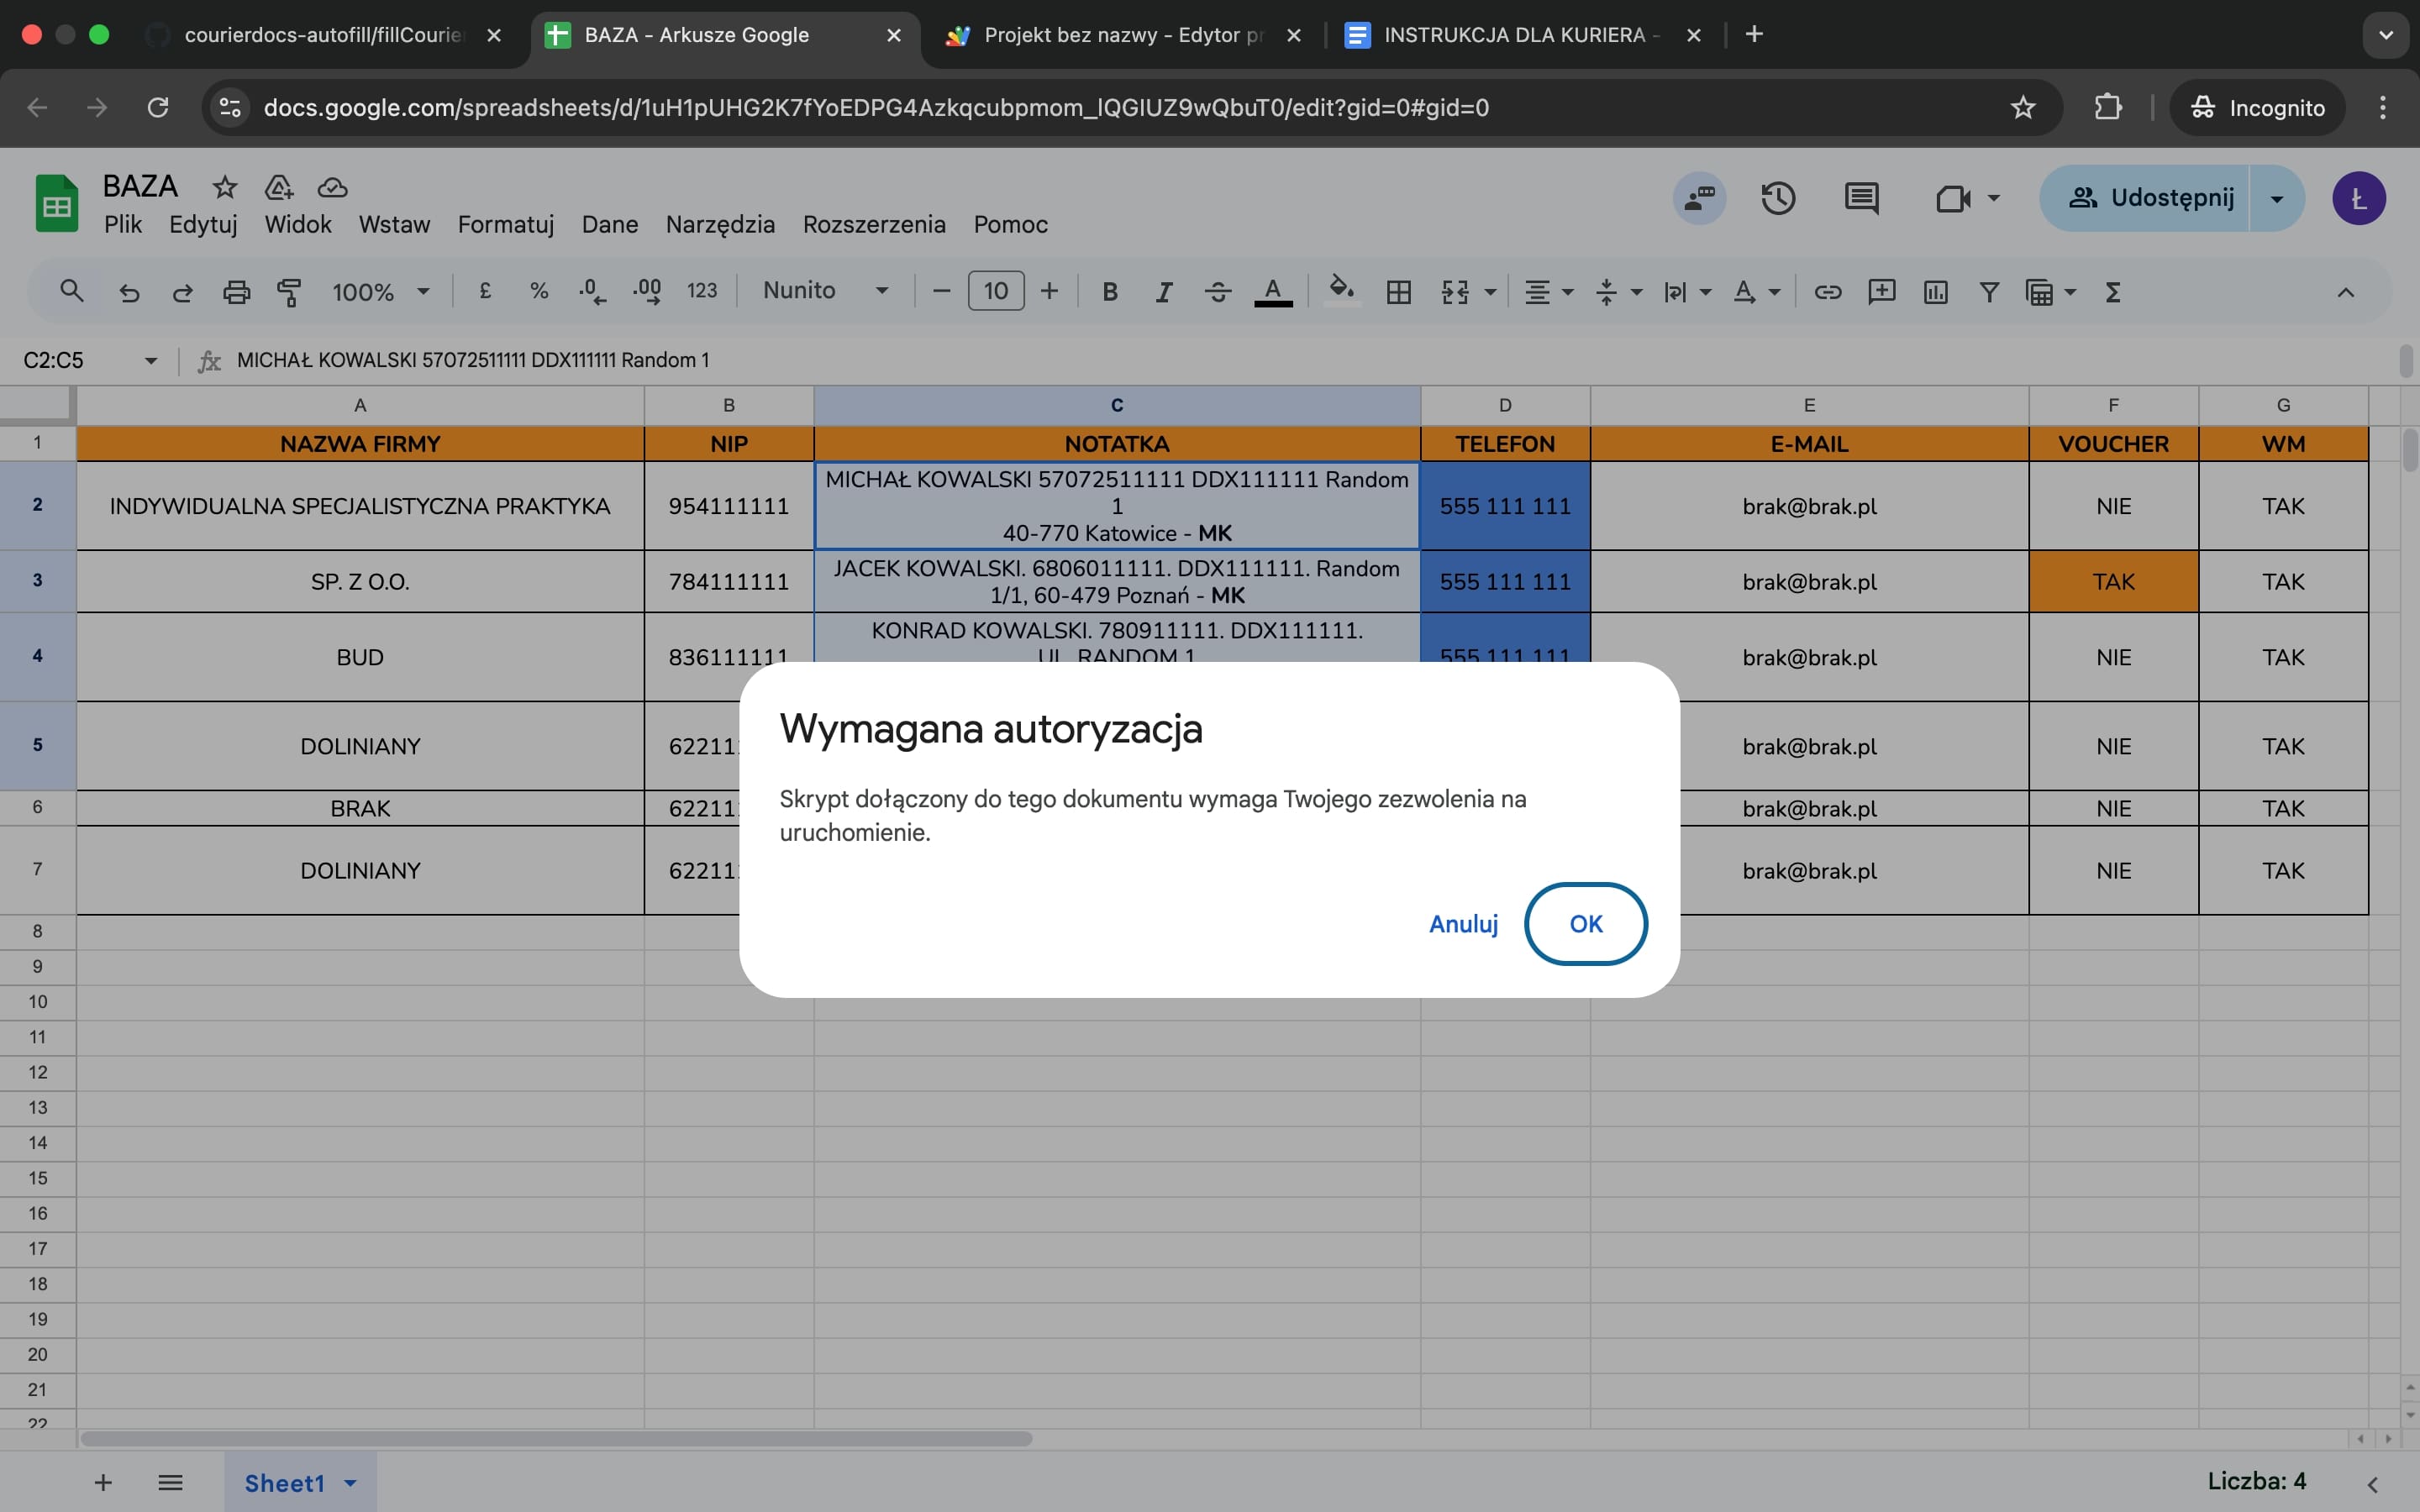 courierdocs-autofill/fillCourie
BAZA - Arkusze Google
Projekt bez nazwy - Edytor pr
INSTRUKCJA DLA KURIERA -
docs.google.com/spreadsheets/d/1uH1pUHG2K7fYoEDPG4Azkqcubpmom_lQGIUZ9wQbuT0/edit?gid=0#gid=0
Incognito
BAZA
Plik Edytuj Widok Wstaw Formatuj Dane Narzędzia Rozszerzenia Pomoc
Udostępnij
Ł
100% £ % .0 .00 123 Nunito 10 B I A
C2:C5 fx MICHAŁ KOWALSKI 57072511111 DDX111111 Random 1
A B C D E F G
1 NAZWA FIRMY NIP NOTATKA TELEFON E-MAIL VOUCHER WM
2 INDYWIDUALNA SPECJALISTYCZNA PRAKTYKA 954111111 MICHAŁ KOWALSKI 57072511111 DDX111111 Random
1
40-770 Katowice - MK 555 111 111 brak@brak.pl NIE TAK
3 SP. Z O.O. 784111111 JACEK KOWALSKI. 6806011111. DDX111111. Random
1/1, 60-479 Poznań - MK 555 111 111 brak@brak.pl TAK TAK
4 BUD 836111111 KONRAD KOWALSKI. 780911111. DDX111111.
UL. RANDOM 1 555 111 111 brak@brak.pl NIE TAK
5 DOLINIANY 62211 brak@brak.pl NIE TAK
6 BRAK 62211 brak@brak.pl NIE TAK
7 DOLINIANY 62211 brak@brak.pl NIE TAK
Wymagana autoryzacja
Skrypt dołączony do tego dokumentu wymaga Twojego zezwolenia na
uruchomienie.
Anuluj OK
8
9
10
11
12
13
14
15
16
17
18
19
20
21
22
Sheet1
Liczba: 4